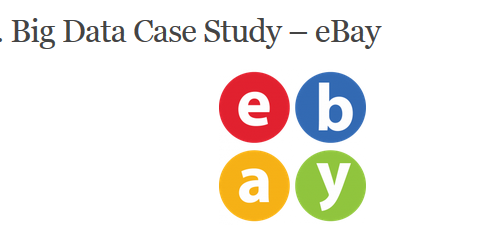 . Big Data Case Study – eBay
e b
a y